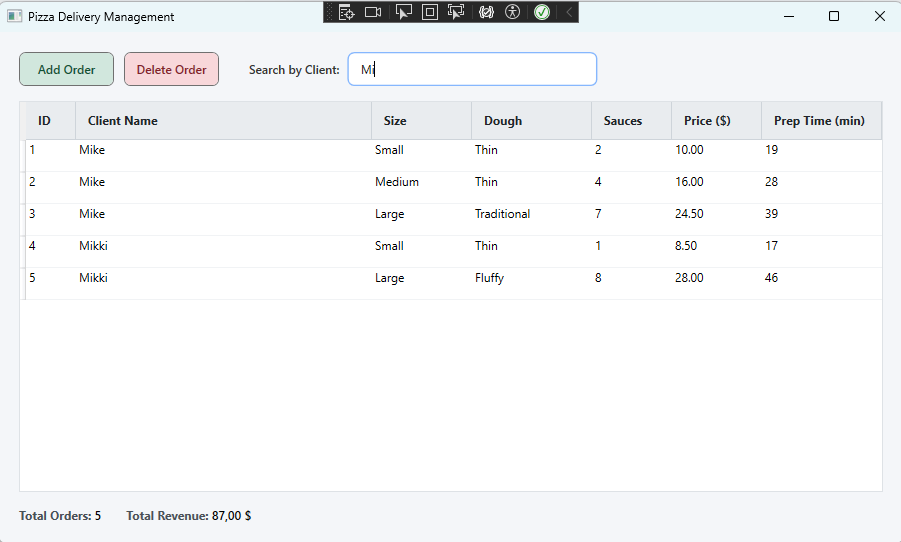 Pizza Delivery Management
Add Order Delete Order Search by Client: Mi
ID Client Name Size Dough Sauces Price ($) Prep Time (min)
1 Mike Small Thin 2 10.00 19
2 Mike Medium Thin 4 16.00 28
3 Mike Large Traditional 7 24.50 39
4 Mikki Small Thin 1 8.50 17
5 Mikki Large Fluffy 8 28.00 46
Total Orders: 5 Total Revenue: 87,00 $